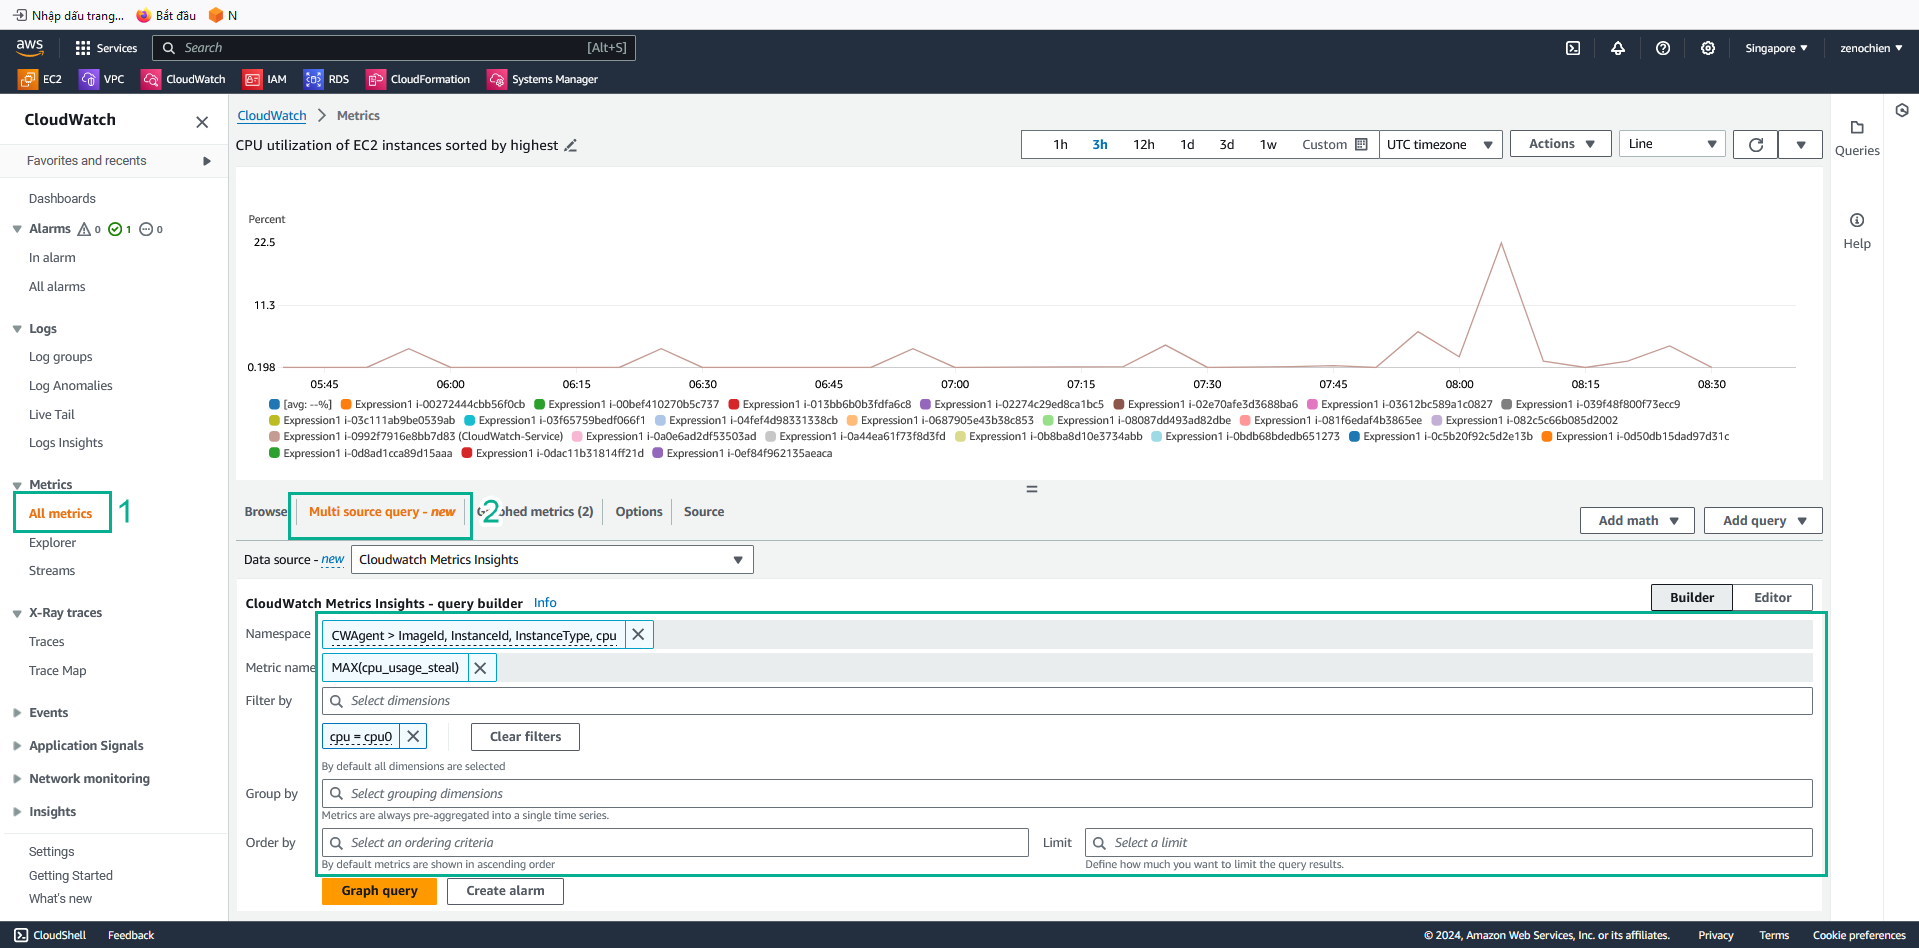 Nhập dấu trang... Bắt đầu N
aws Services Search [Alt+S] Singapore ▼ zenochien ▼
EC2 VPC CloudWatch IAM RDS CloudFormation Systems Manager
CloudWatch
Favorites and recents
Dashboards
Alarms 0 1 0
In alarm
All alarms
Logs
Log groups
Log Anomalies
Live Tail
Logs Insights
Metrics
All metrics 1
Explorer
Streams
X-Ray traces
Traces
Trace Map
Events
Application Signals
Network monitoring
Insights
Settings
Getting Started
What's new
CloudWatch > Metrics
CPU utilization of EC2 instances sorted by highest
1h 3h 12h 1d 3d 1w Custom UTC timezone Actions Line
Queries
Help
Percent
22.5
11.3
0.198
05:45 06:00 06:15 06:30 06:45 07:00 07:15 07:30 07:45 08:00 08:15 08:30
[avg: --%] Expression1 i-00272444cbb56f0cb Expression1 i-00bef410270b5c737 Expression1 i-013bb6b0b3fdfa6c8 Expression1 i-02274c29ed8ca1bc5 Expression1 i-02e70afe3d3688ba6 Expression1 i-03612bc589a1c0827 Expression1 i-039f48f800f73ecc9
Expression1 i-03c111ab9be0539ab Expression1 i-03f65759bedf066f1 Expression1 i-04fef4d98331338cb Expression1 i-0687905e43b38c853 Expression1 i-08087dd493ad82dbe Expression1 i-081f6edaf4b3865ee Expression1 i-082c5c66b085d2002
Expression1 i-0992f7916e8bb7d83 (CloudWatch-Service) Expression1 i-0a0e6ad2df53503ad Expression1 i-0a44ea61f73f8d3fd Expression1 i-0b8ba8d10e3734abb Expression1 i-0bdb68bdedb651273 Expression1 i-0c5b20f92c5d2e13b Expression1 i-0d50db15dad97d31c
Expression1 i-0d8ad1cca89d15aaa Expression1 i-0dac11b31814ff21d Expression1 i-0ef84f962135aeaca
Browse Multi source query - new 2 hed metrics (2) Options Source
Add math Add query
Data source - new Cloudwatch Metrics Insights
CloudWatch Metrics Insights - query builder Info Builder Editor
Namespace CWAgent > ImageId, InstanceId, InstanceType, cpu
Metric name MAX(cpu_usage_steal)
Filter by Select dimensions
cpu = cpu0 Clear filters
By default all dimensions are selected
Group by Select grouping dimensions
Metrics are always pre-aggregated into a single time series.
Order by Select an ordering criteria Limit Select a limit
By default metrics are shown in ascending order Define how much you want to limit the query results.
Graph query Create alarm
CloudShell Feedback © 2024, Amazon Web Services, Inc. or its affiliates. Privacy Terms Cookie preferences